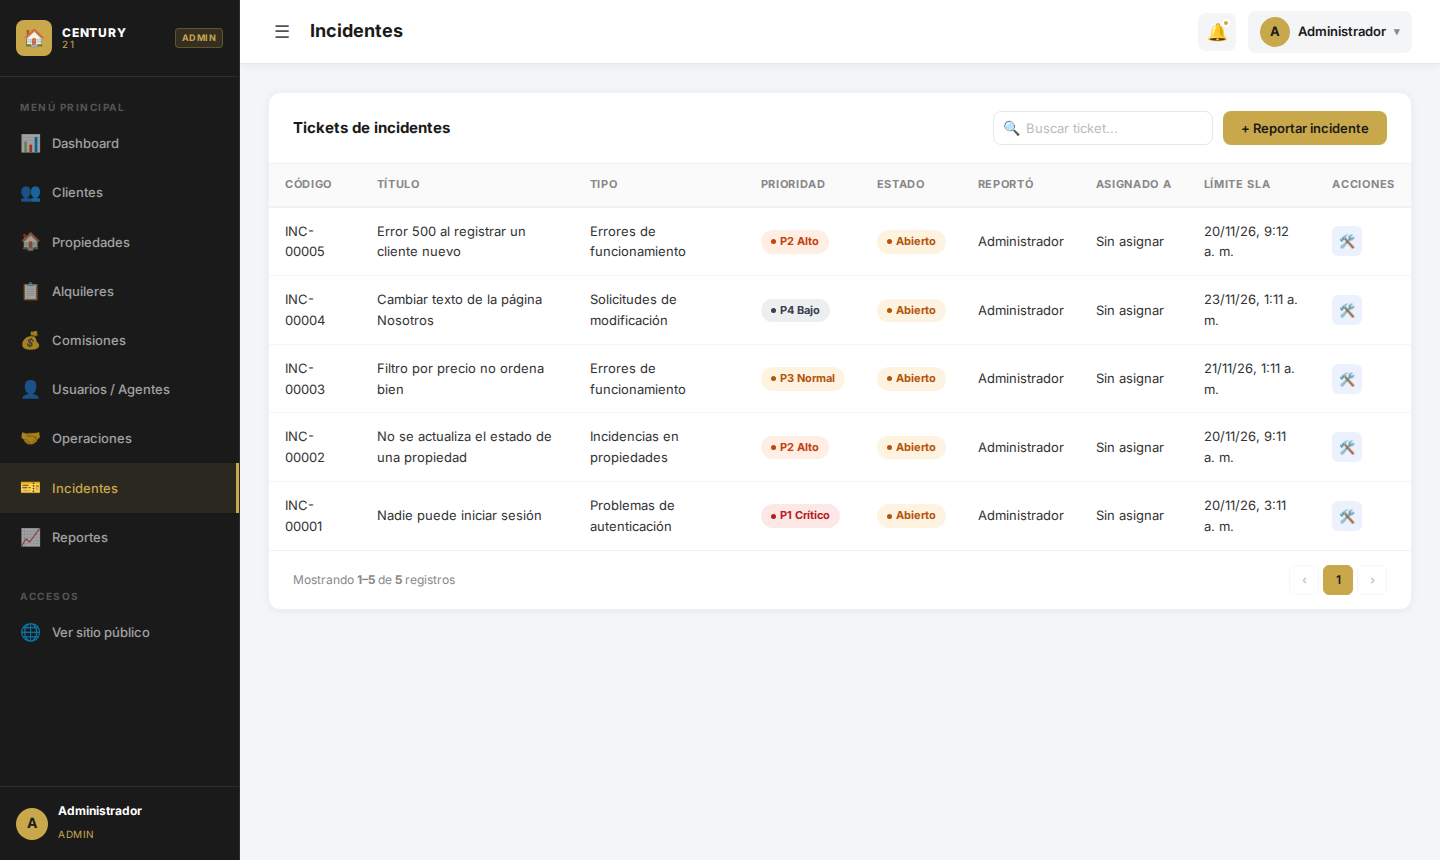 CENTURY
21
ADMIN
MENÚ PRINCIPAL
Dashboard
Clientes
Propiedades
Alquileres
Comisiones
Usuarios / Agentes
Operaciones
Incidentes
Reportes
ACCESOS
Ver sitio público
A
Administrador
ADMIN
☰ Incidentes
A Administrador ▾
Tickets de incidentes
Buscar ticket...
+ Reportar incidente
CÓDIGO TÍTULO TIPO PRIORIDAD ESTADO REPORTÓ ASIGNADO A LÍMITE SLA ACCIONES
INC-
00005
Error 500 al registrar un
cliente nuevo
Errores de
funcionamiento
P2 Alto
Abierto
Administrador
Sin asignar
20/11/26, 9:12
a. m.
INC-
00004
Cambiar texto de la página
Nosotros
Solicitudes de
modificación
P4 Bajo
Abierto
Administrador
Sin asignar
23/11/26, 1:11 a.
m.
INC-
00003
Filtro por precio no ordena
bien
Errores de
funcionamiento
P3 Normal
Abierto
Administrador
Sin asignar
21/11/26, 1:11 a.
m.
INC-
00002
No se actualiza el estado de
una propiedad
Incidencias en
propiedades
P2 Alto
Abierto
Administrador
Sin asignar
20/11/26, 9:11
a. m.
INC-
00001
Nadie puede iniciar sesión
Problemas de
autenticación
P1 Crítico
Abierto
Administrador
Sin asignar
20/11/26, 3:11
a. m.
Mostrando 1–5 de 5 registros
‹ 1 ›